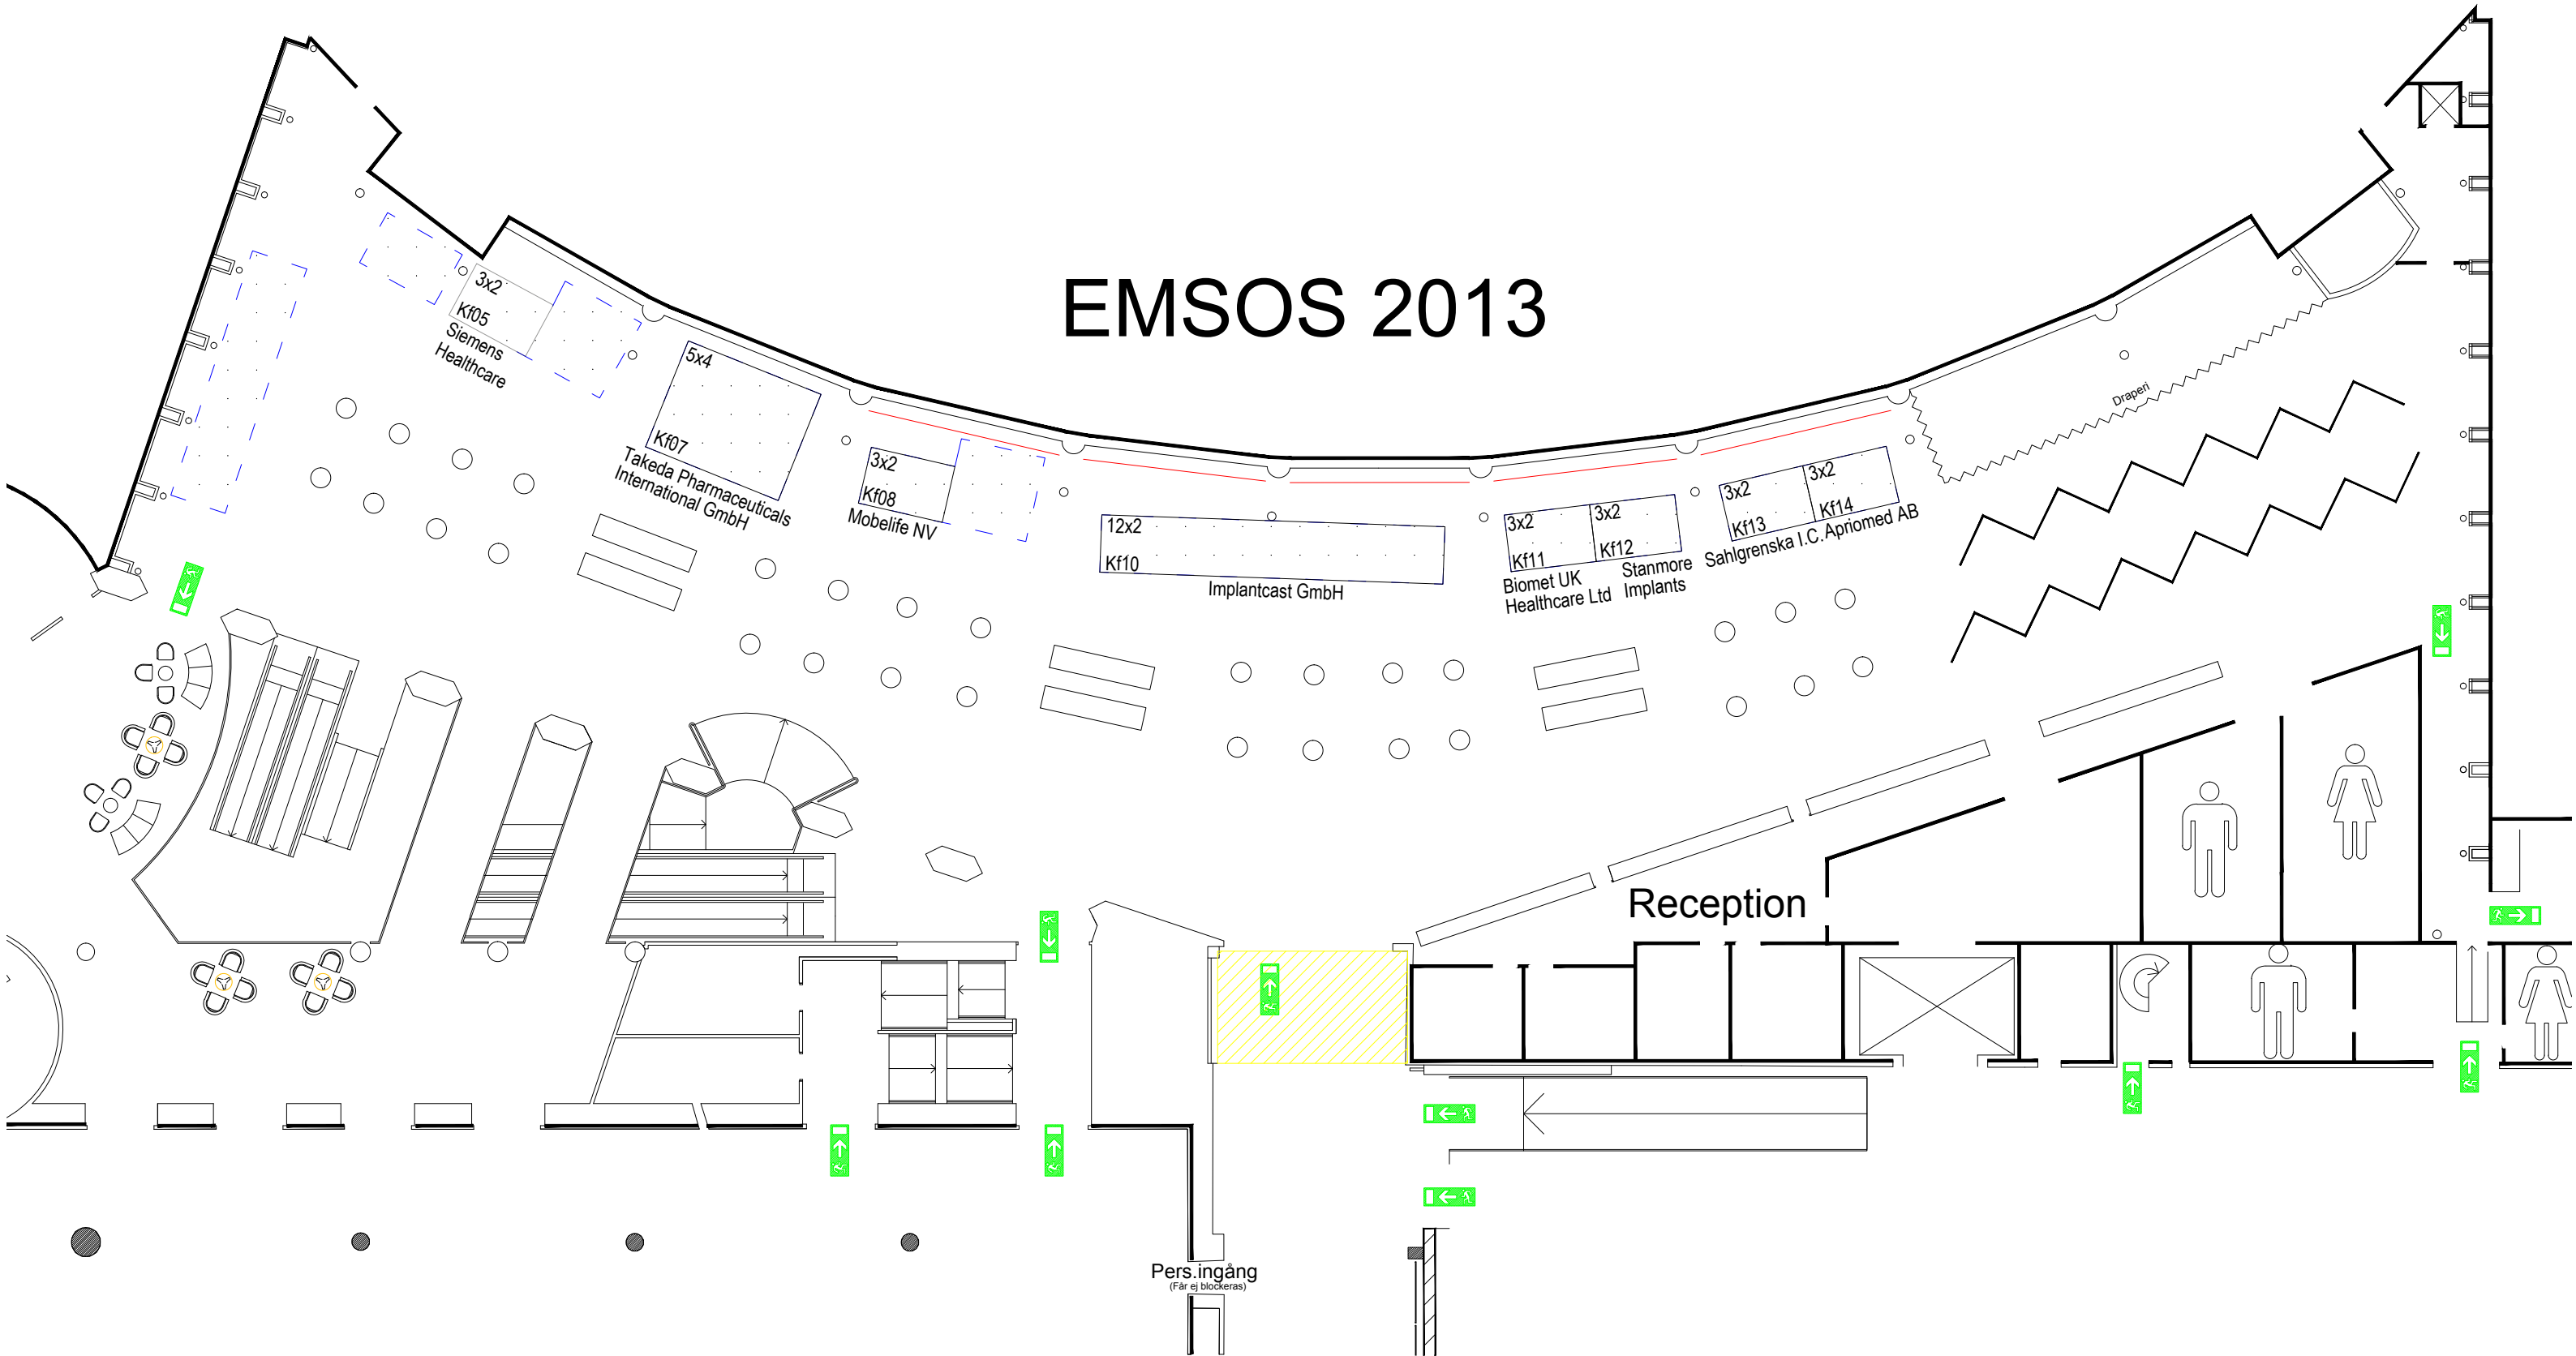 EMSOS 2013
3x2
Kf05
Siemens
Healthcare
5x4
Kf07
Takeda Pharmaceuticals
International GmbH
3x2
Kf08
Mobelife NV
12x2
Kf10
Implantcast GmbH
3x2
Kf11
Biomet UK
Healthcare Ltd
3x2
Kf12
Stanmore
Implants
3x2
Kf13
Sahlgrenska I.C.
3x2
Kf14
Apriomed AB
Draperi
Reception
Pers.ingång
(Får ej blockeras)